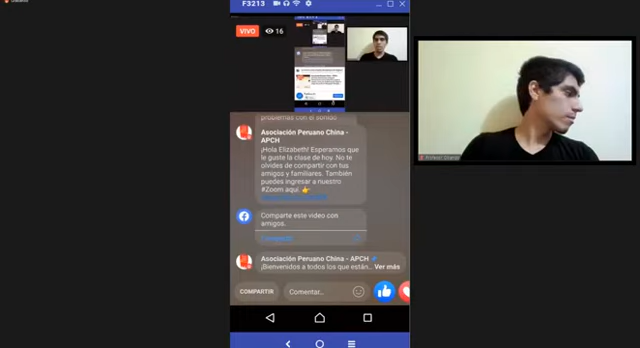 F3213
VIVO
16
problemas con el sonido
Asociación Peruano China -
APCH
¡Hola Elizabeth! Esperamos que
le guste la clase de hoy. No te
olvides de compartir con tus
amigos y familiares. También
puedes ingresar a nuestro
#Zoom aquí. 👉
Comparte este video con
amigos.
Asociación Peruano China - APCH
¡Bienvenidos a todos los que están... Ver más
COMPARTIR
Comentar...